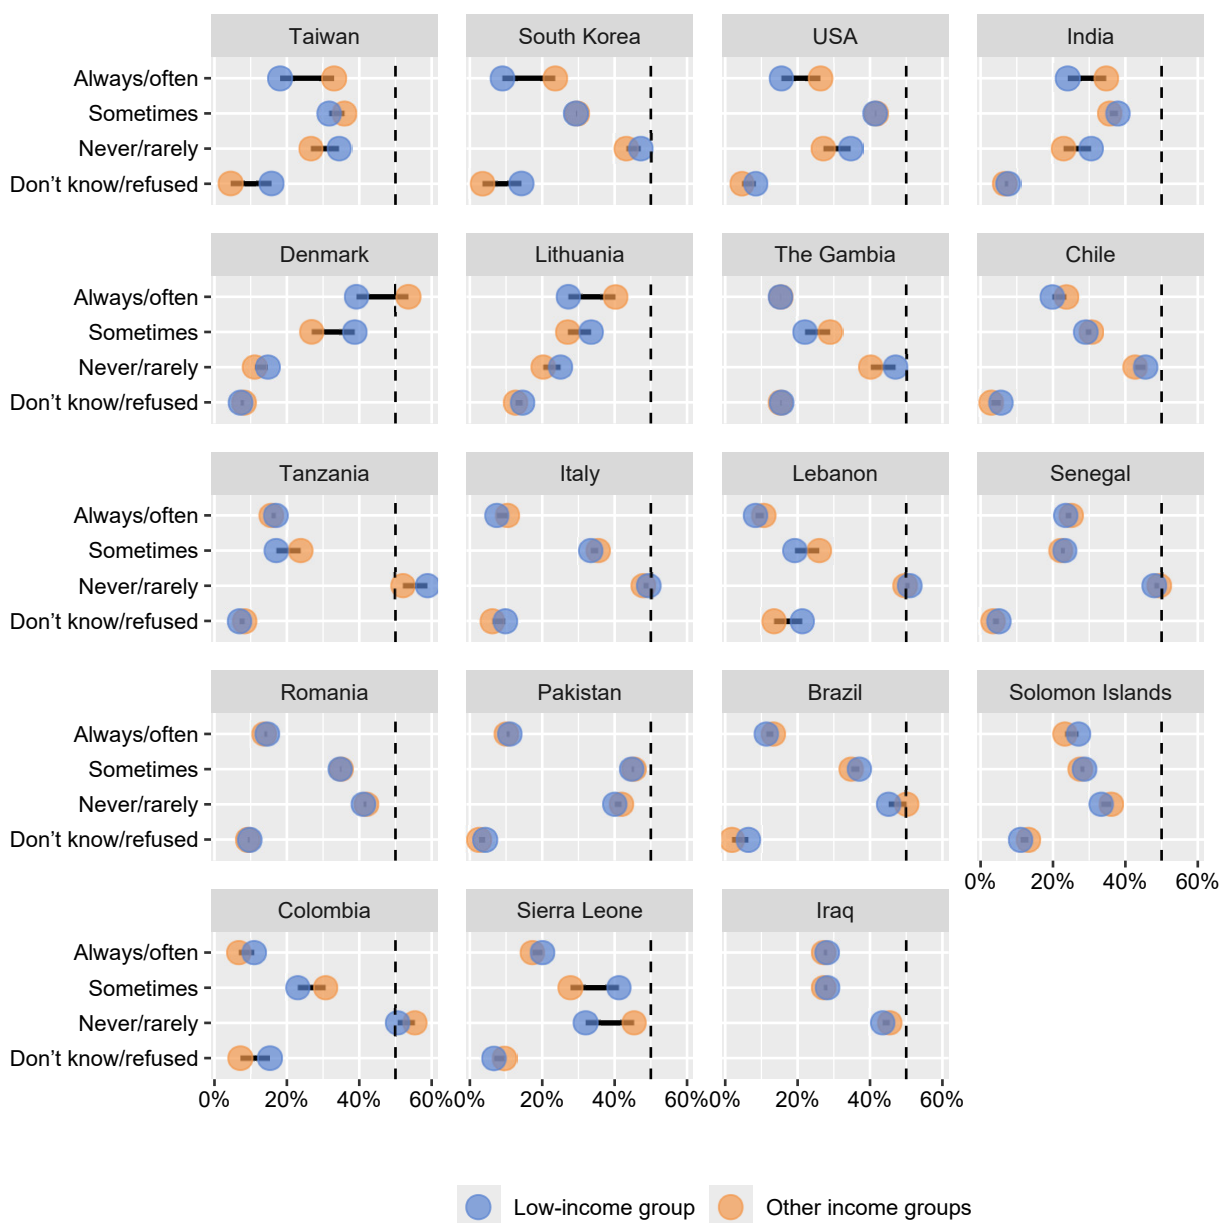 Taiwan South Korea USA India
Always/often
Sometimes
Never/rarely
Don’t know/refused
Denmark Lithuania The Gambia Chile
Always/often
Sometimes
Never/rarely
Don’t know/refused
Tanzania Italy Lebanon Senegal
Always/often
Sometimes
Never/rarely
Don’t know/refused
Romania Pakistan Brazil Solomon Islands
Always/often
Sometimes
Never/rarely
Don’t know/refused
0% 20% 40% 60%
Colombia Sierra Leone Iraq
Always/often
Sometimes
Never/rarely
Don’t know/refused
0% 20% 40% 60% 0% 20% 40% 60% 0% 20% 40% 60%
Low-income group Other income groups